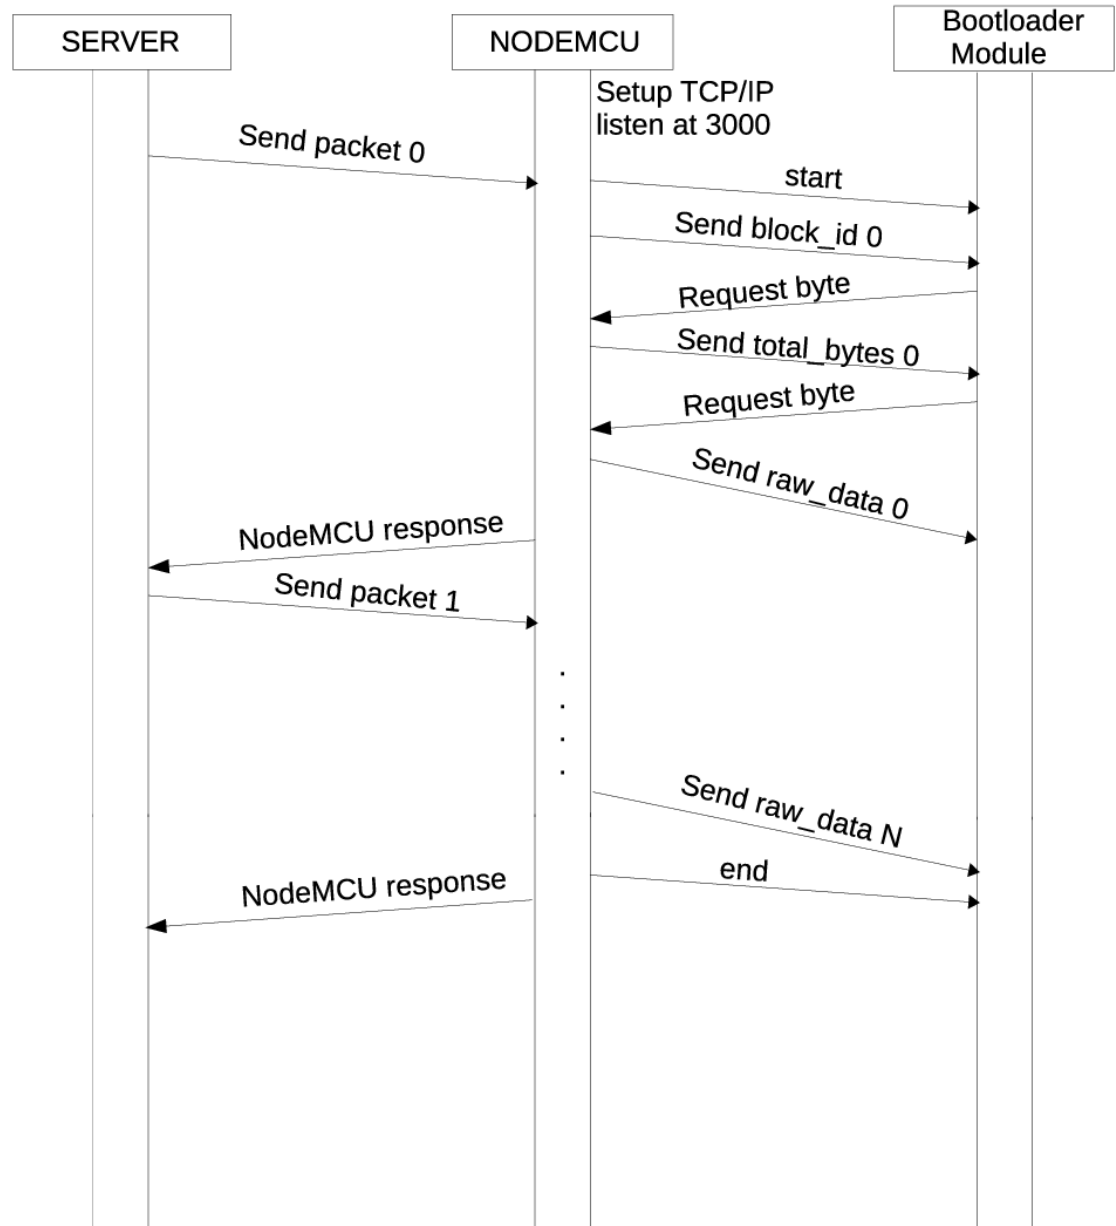 SERVER
NODEMCU
Bootloader
Module
Setup TCP/IP
listen at 3000
Send packet 0
start
Send block_id 0
Request byte
Send total_bytes 0
Request byte
Send raw_data 0
NodeMCU response
Send packet 1
.
.
.
.
Send raw_data N
end
NodeMCU response